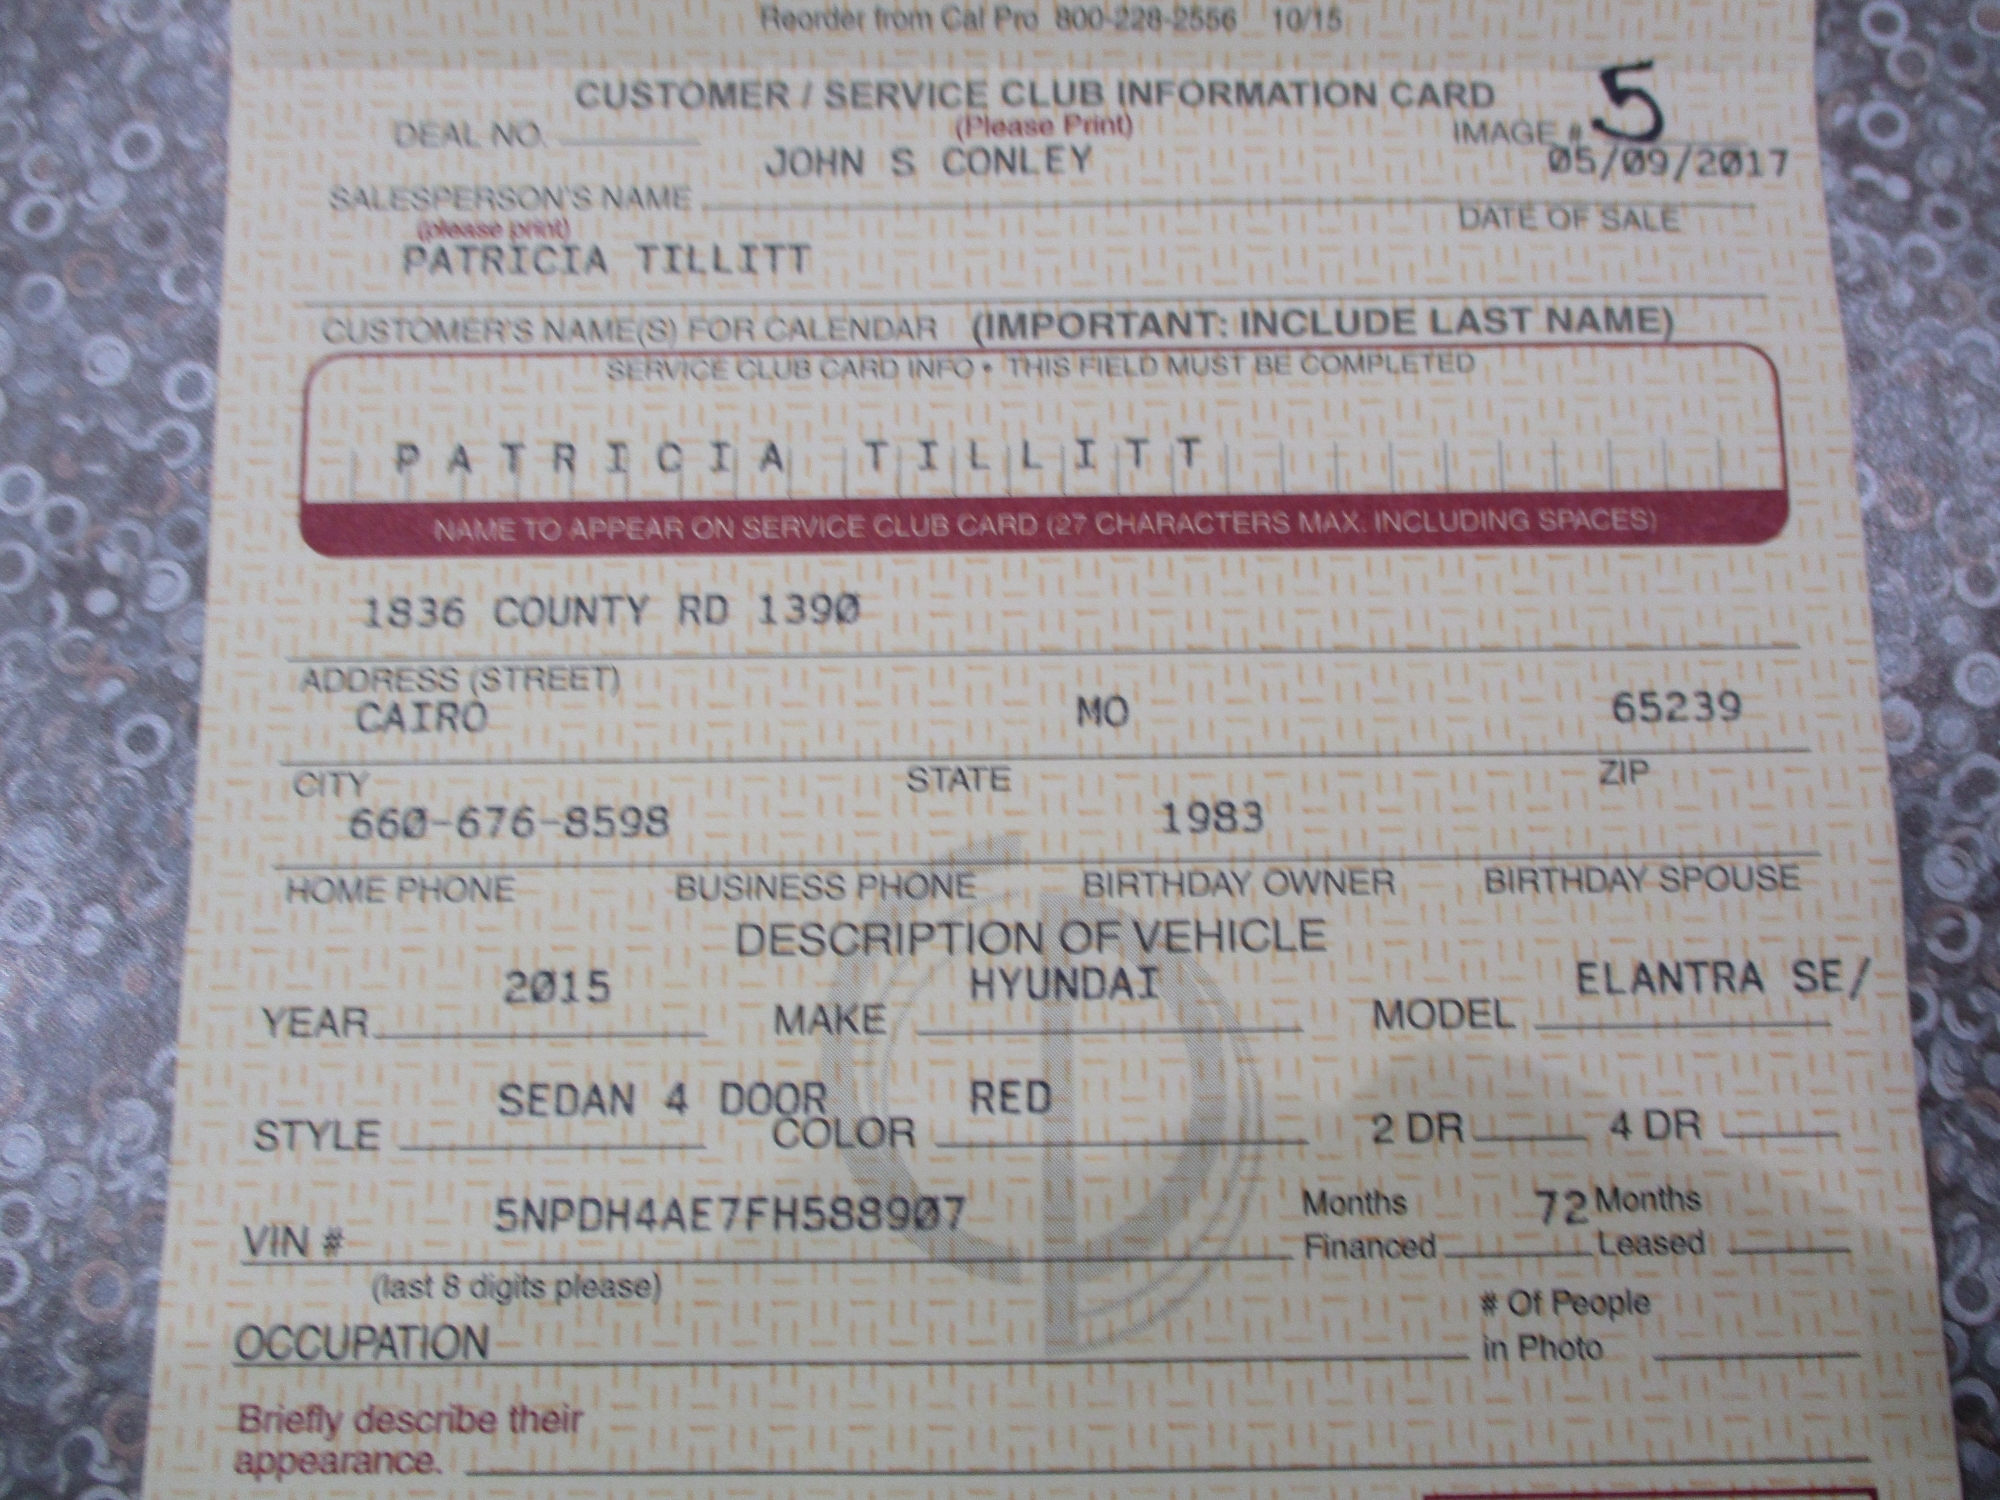 Reorder from Cal Pro 800-228-2556 10/15
CUSTOMER / SERVICE CLUB INFORMATION CARD
(Please Print)
DEAL NO. IMAGE # 5
JOHN S CONLEY 05/09/2017
SALESPERSON'S NAME DATE OF SALE
(please print)
PATRICIA TILLITT
CUSTOMER'S NAME(S) FOR CALENDAR (IMPORTANT: INCLUDE LAST NAME)
SERVICE CLUB CARD INFO • THIS FIELD MUST BE COMPLETED
PATRICIA TILLITT
NAME TO APPEAR ON SERVICE CLUB CARD (27 CHARACTERS MAX. INCLUDING SPACES)
1836 COUNTY RD 1390
ADDRESS (STREET)
CAIRO MO 65239
CITY STATE ZIP
660-676-8598 1983
HOME PHONE BUSINESS PHONE BIRTHDAY OWNER BIRTHDAY SPOUSE
DESCRIPTION OF VEHICLE
2015 HYUNDAI ELANTRA SE/
YEAR MAKE MODEL
SEDAN 4 DOOR RED
STYLE COLOR 2 DR 4 DR
5NPDH4AE7FH588907 Months 72 Months
VIN # Financed Leased
(last 8 digits please)
# Of People
OCCUPATION in Photo
Briefly describe their
appearance.